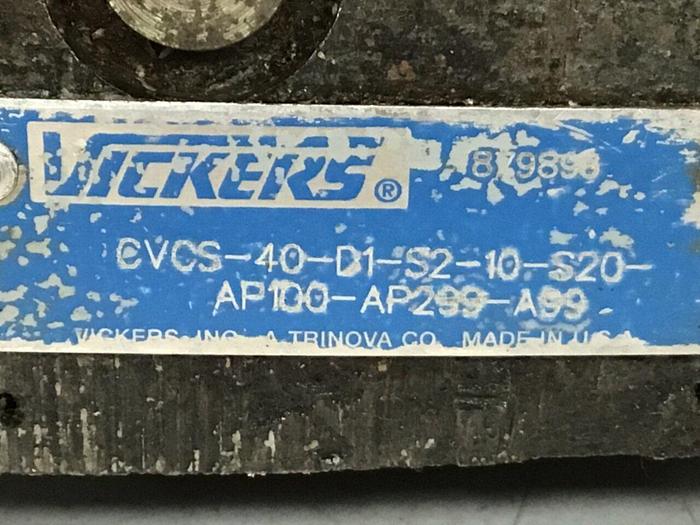 VICKERS® 879896
CVCS-40-D1-S2-10-S20-
AP100-AP299-A99
VICKERS, INC. A TRINOVA CO. MADE IN U.S.A.